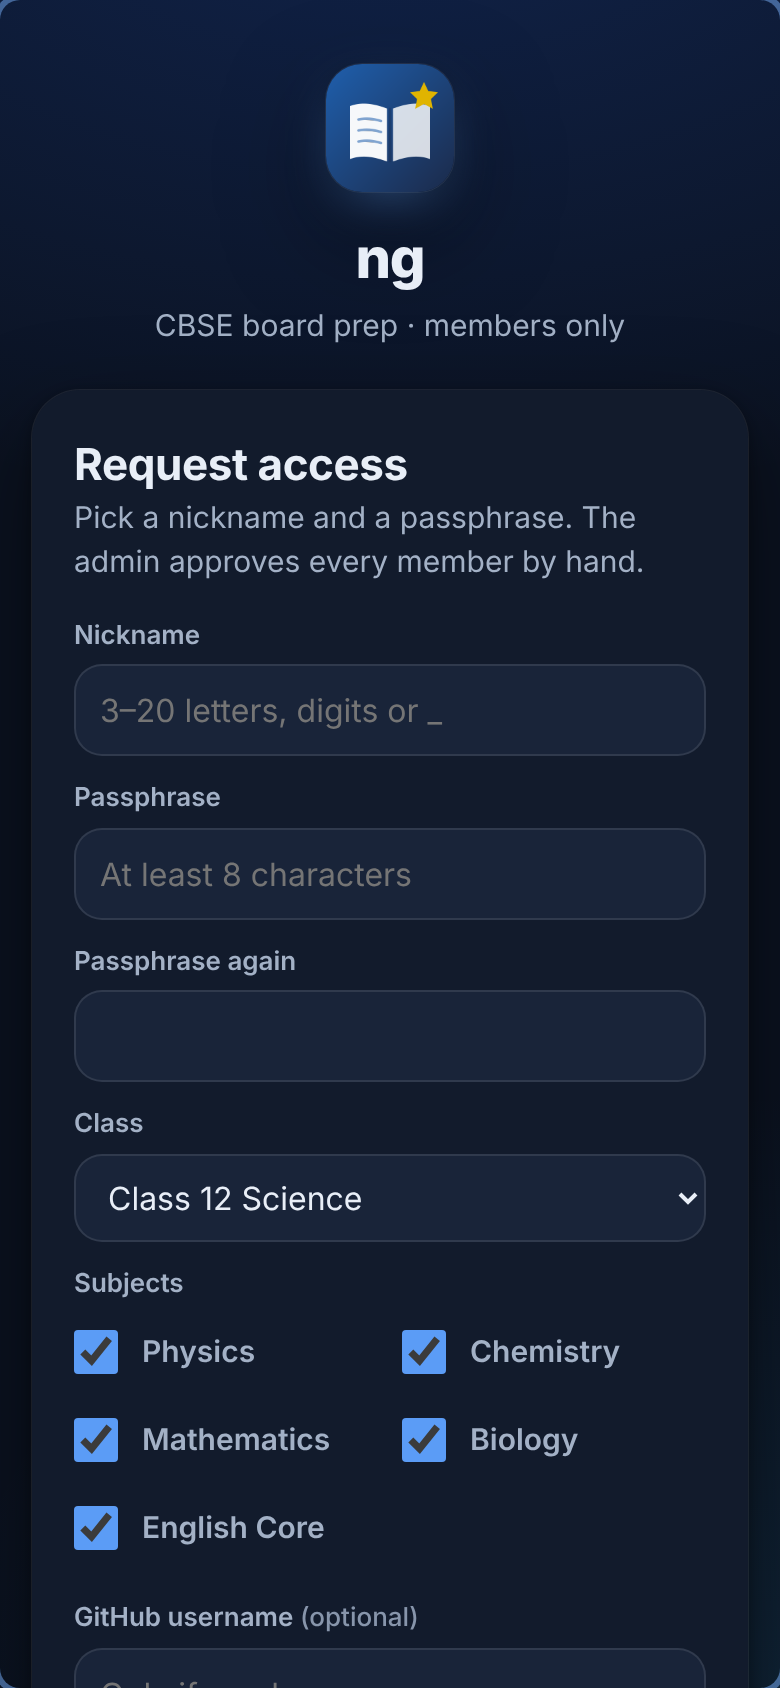 ng
CBSE board prep · members only
Request access
Pick a nickname and a passphrase. The
admin approves every member by hand.
Nickname
3–20 letters, digits or _
Passphrase
At least 8 characters
Passphrase again
Class
Class 12 Science
Subjects
Physics
Chemistry
Mathematics
Biology
English Core
GitHub username (optional)